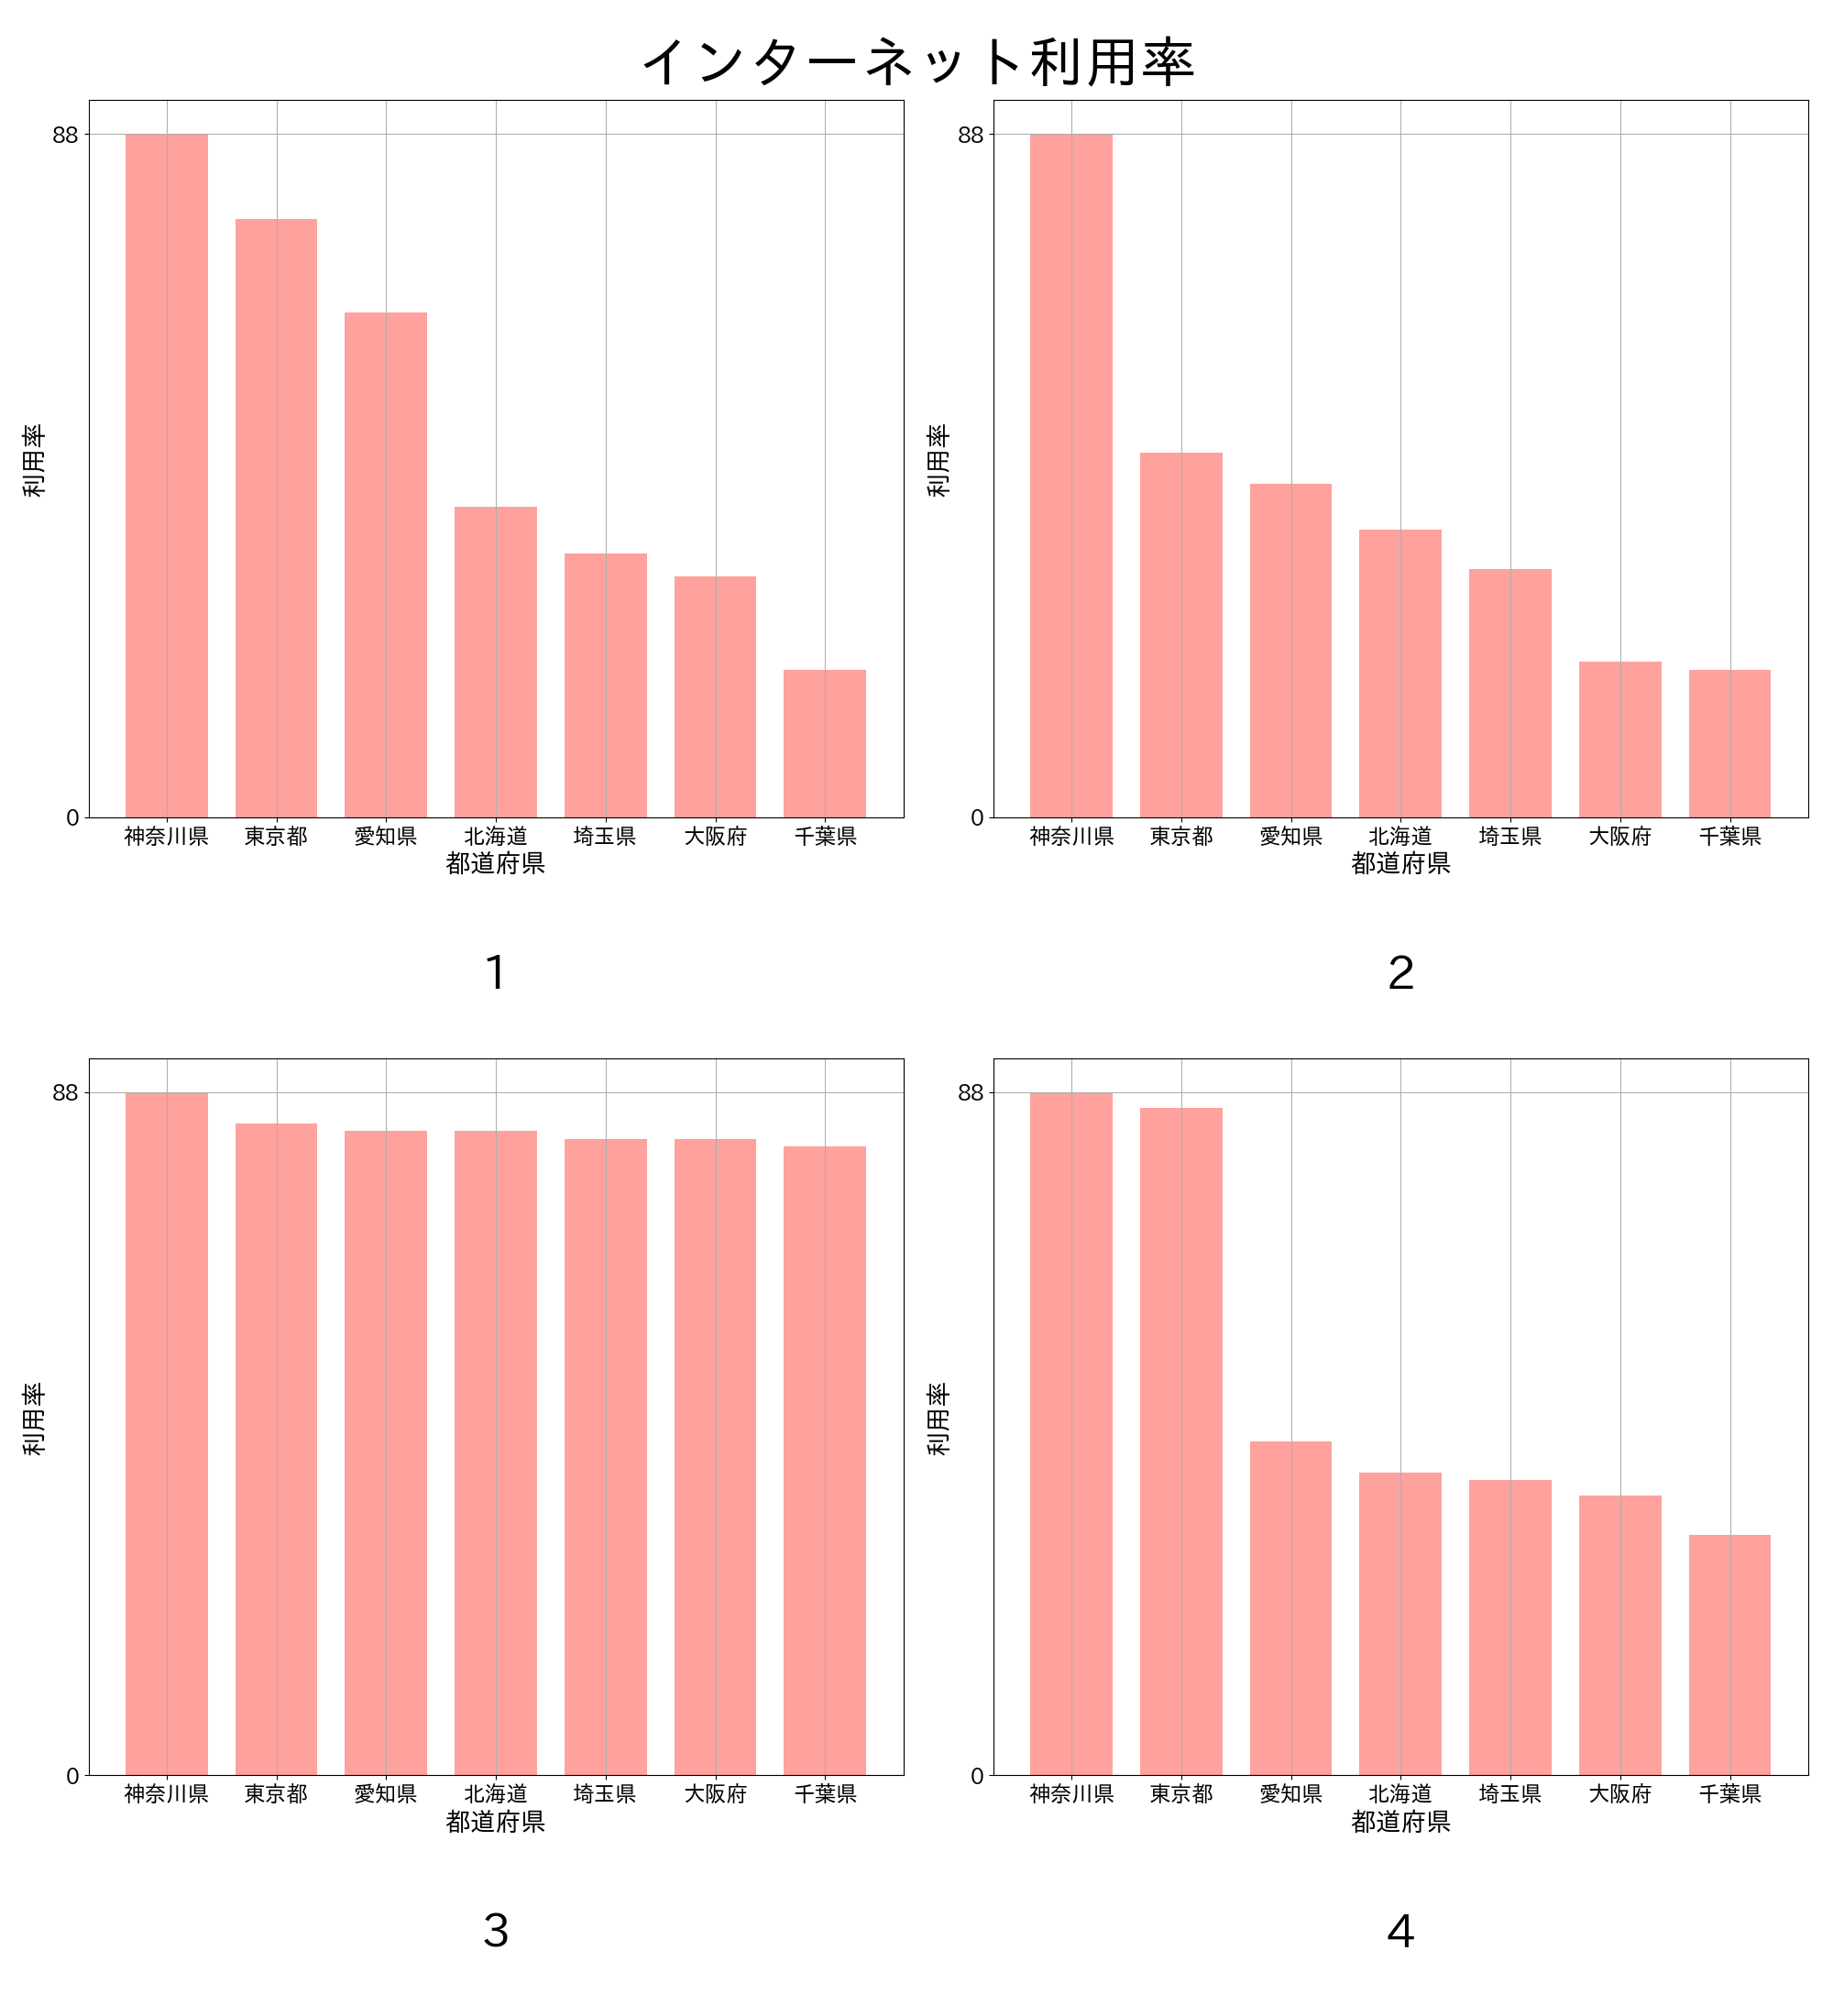 インターネット利用率
88
0
利用率
神奈川県 東京都 愛知県 北海道 埼玉県 大阪府 千葉県
都道府県
1
88
0
利用率
神奈川県 東京都 愛知県 北海道 埼玉県 大阪府 千葉県
都道府県
2
88
0
利用率
神奈川県 東京都 愛知県 北海道 埼玉県 大阪府 千葉県
都道府県
3
88
0
利用率
神奈川県 東京都 愛知県 北海道 埼玉県 大阪府 千葉県
都道府県
4